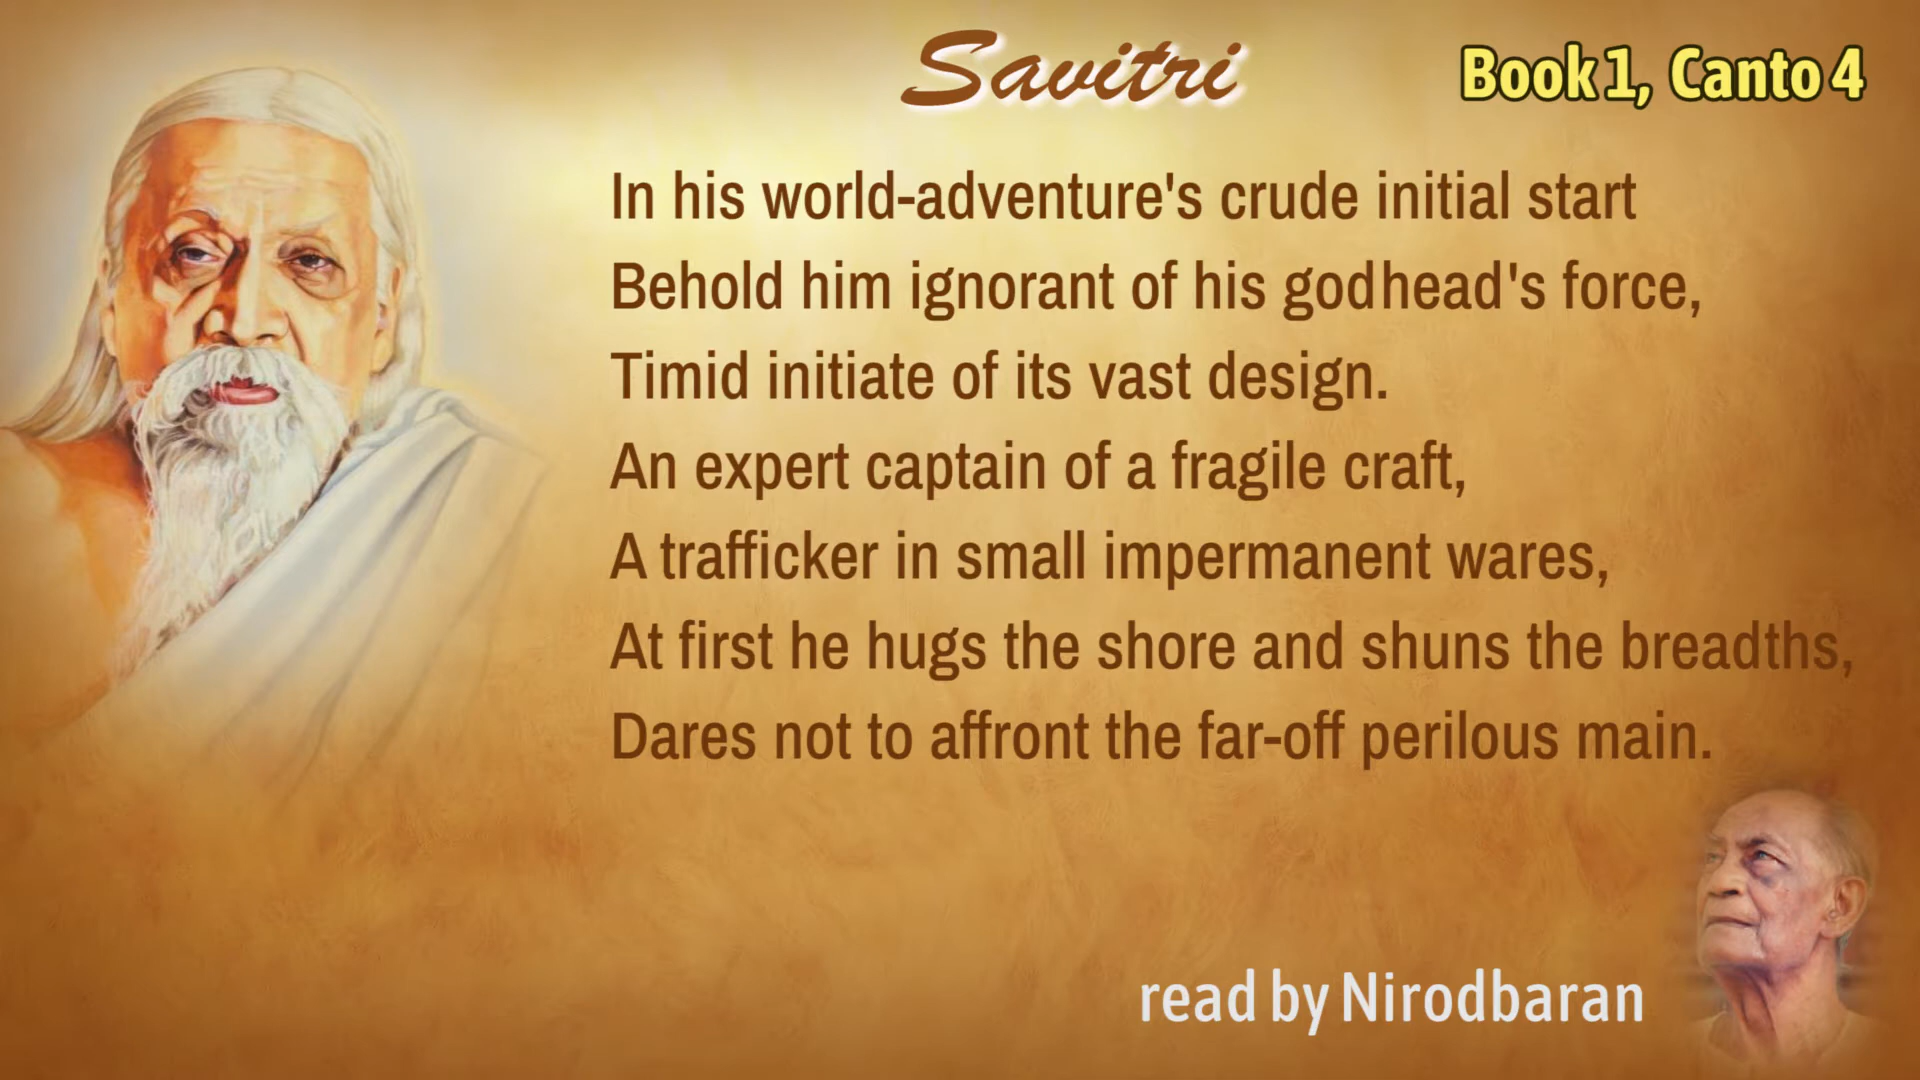 Savitri
Book 1, Canto 4
In his world-adventure's crude initial start
Behold him ignorant of his godhead's force,
Timid initiate of its vast design.
An expert captain of a fragile craft,
A trafficker in small impermanent wares,
At first he hugs the shore and shuns the breadths,
Dares not to affront the far-off perilous main.
read by Nirodbaran